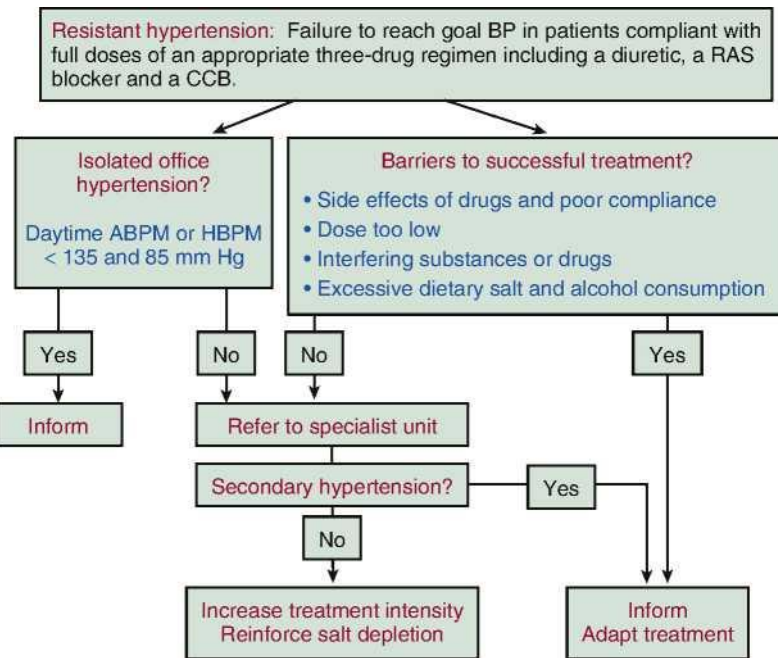 Resistant hypertension: Failure to reach goal BP in patients compliant with
full doses of an appropriate three-drug regimen including a diuretic, a RAS
blocker and a CCB.
Isolated office
hypertension?
Daytime ABPM or HBPM
< 135 and 85 mm Hg
Barriers to successful treatment?
• Side effects of drugs and poor compliance
• Dose too low
• Interfering substances or drugs
• Excessive dietary salt and alcohol consumption
Yes
No
No
Yes
Inform
Refer to specialist unit
Secondary hypertension?
Yes
No
Increase treatment intensity
Reinforce salt depletion
Inform
Adapt treatment